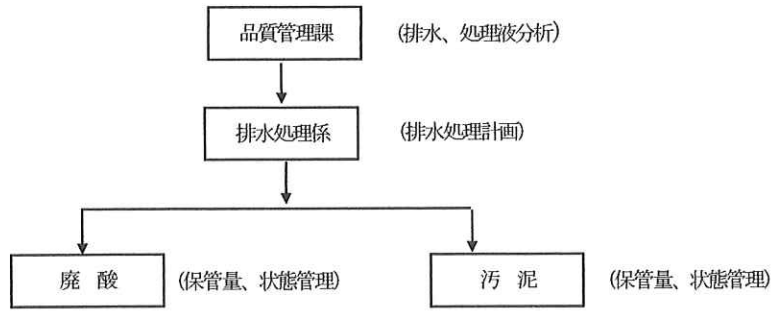 品質管理課 (排水、処理液分析)
排水処理係 (排水処理計画)
廃 酸 (保管量、状態管理) 汚 泥 (保管量、状態管理)